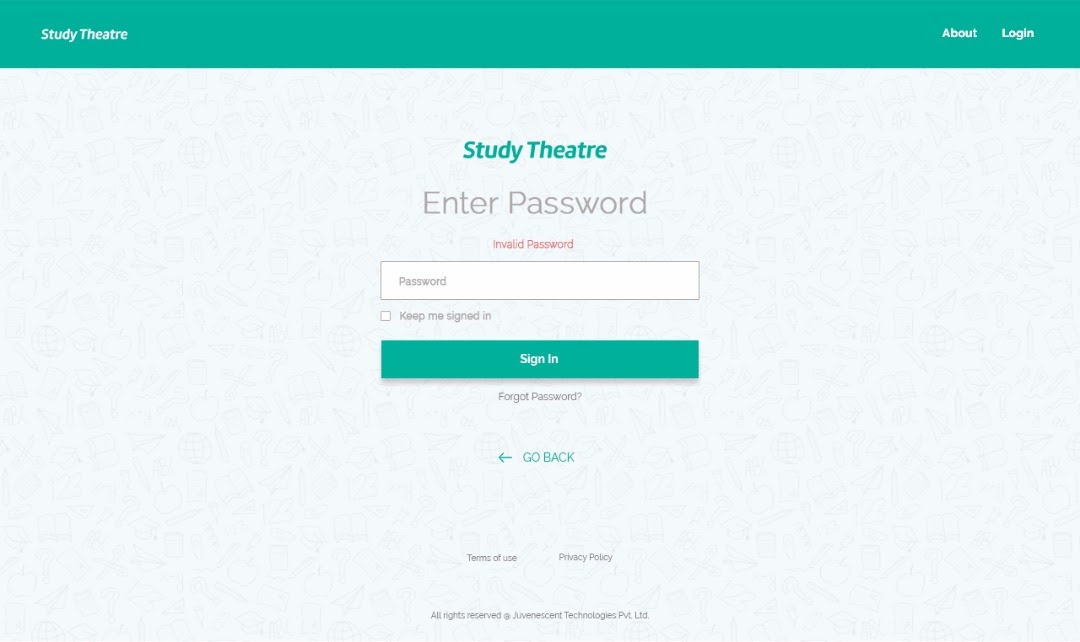 Study Theatre
About
Login
Study Theatre
Enter Password
Invalid Password
Password
Keep me signed in
Sign In
Forgot Password?
← GO BACK
Terms of use
Privacy Policy
All rights reserved @ Juvenescent Technologies Pvt. Ltd.